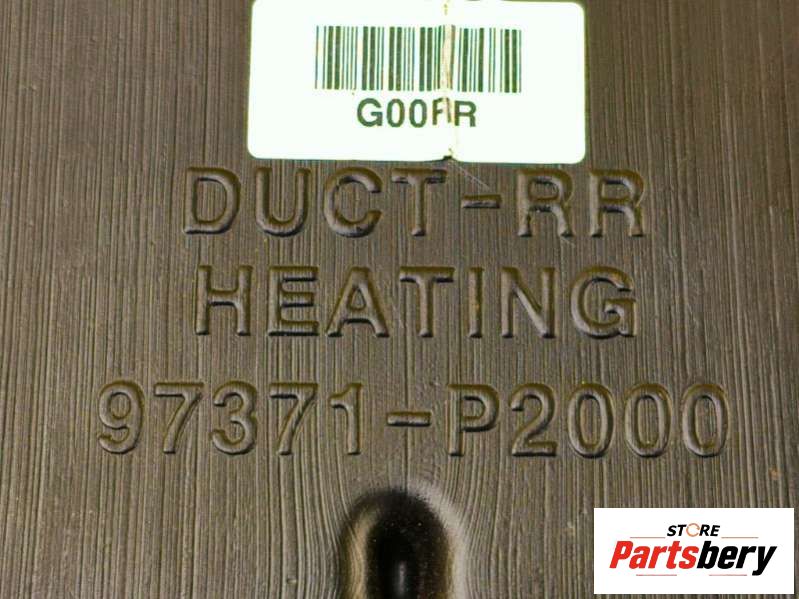 G00RR
DUCT-RR
HEATING
97371-P2000
STORE
Partsbery